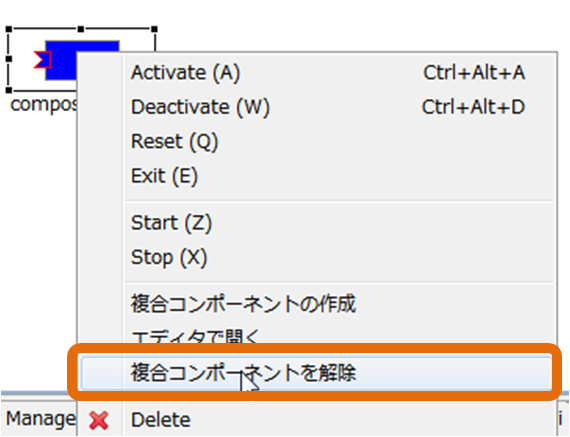 compos
Activate (A) Ctrl+Alt+A
Deactivate (W) Ctrl+Alt+D
Reset (Q)
Exit (E)
Start (Z)
Stop (X)
複合コンポーネントの作成
エディタで開く
複合コンポーネントを解除
Manage
Delete
i